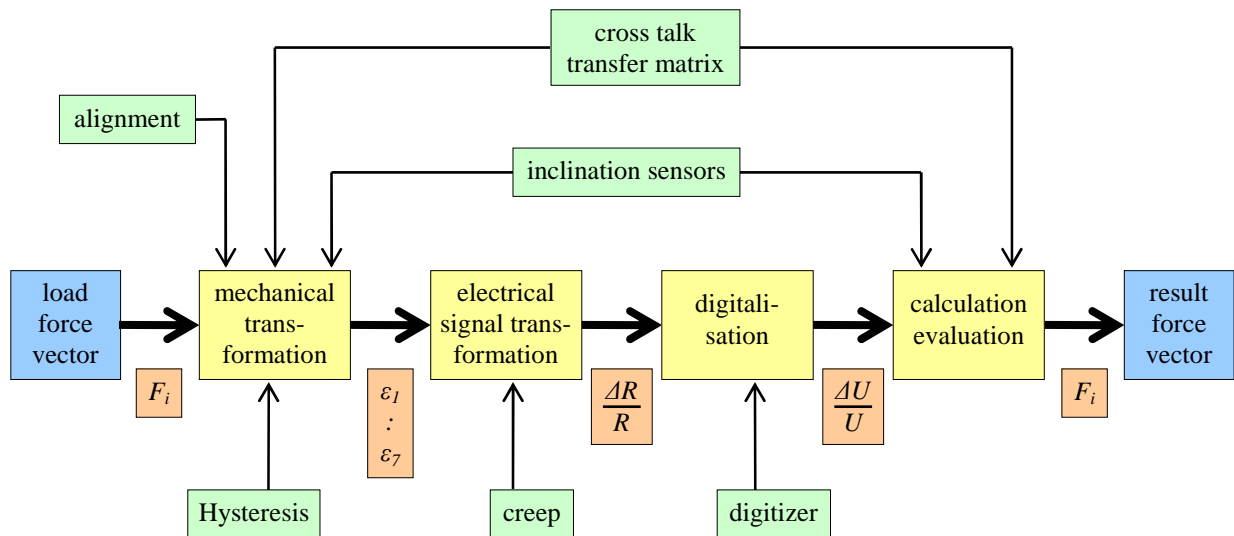 cross talk
transfer matrix
alignment
inclination sensors
load
force
vector
mechanical
trans-
formation
electrical
signal trans-
formation
digitali-
sation
calculation
evaluation
result
force
vector
F_i
ε_1
:
ε_7
ΔR
R
ΔU
U
F_i
Hysteresis
creep
digitizer